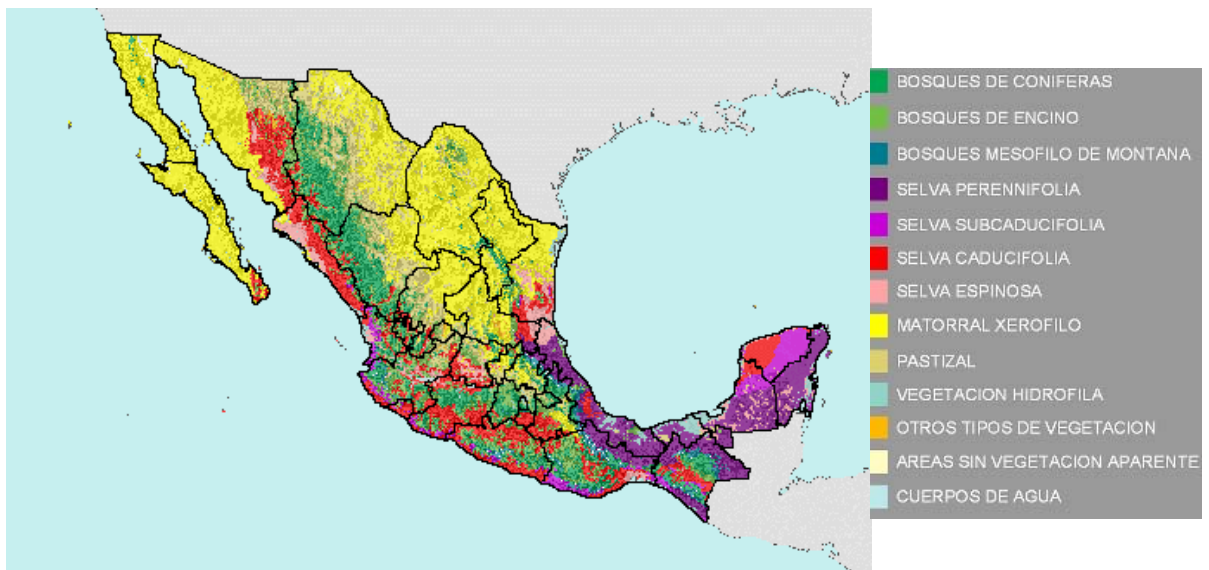 BOSQUES DE CONIFERAS
BOSQUES DE ENCINO
BOSQUES MESOFILO DE MONTANA
SELVA PERENNIFOLIA
SELVA SUBCADUCIFOLIA
SELVA CADUCIFOLIA
SELVA ESPINOSA
MATORRAL XEROFILO
PASTIZAL
VEGETACION HIDROFILA
OTROS TIPOS DE VEGETACION
AREAS SIN VEGETACION APARENTE
CUERPOS DE AGUA